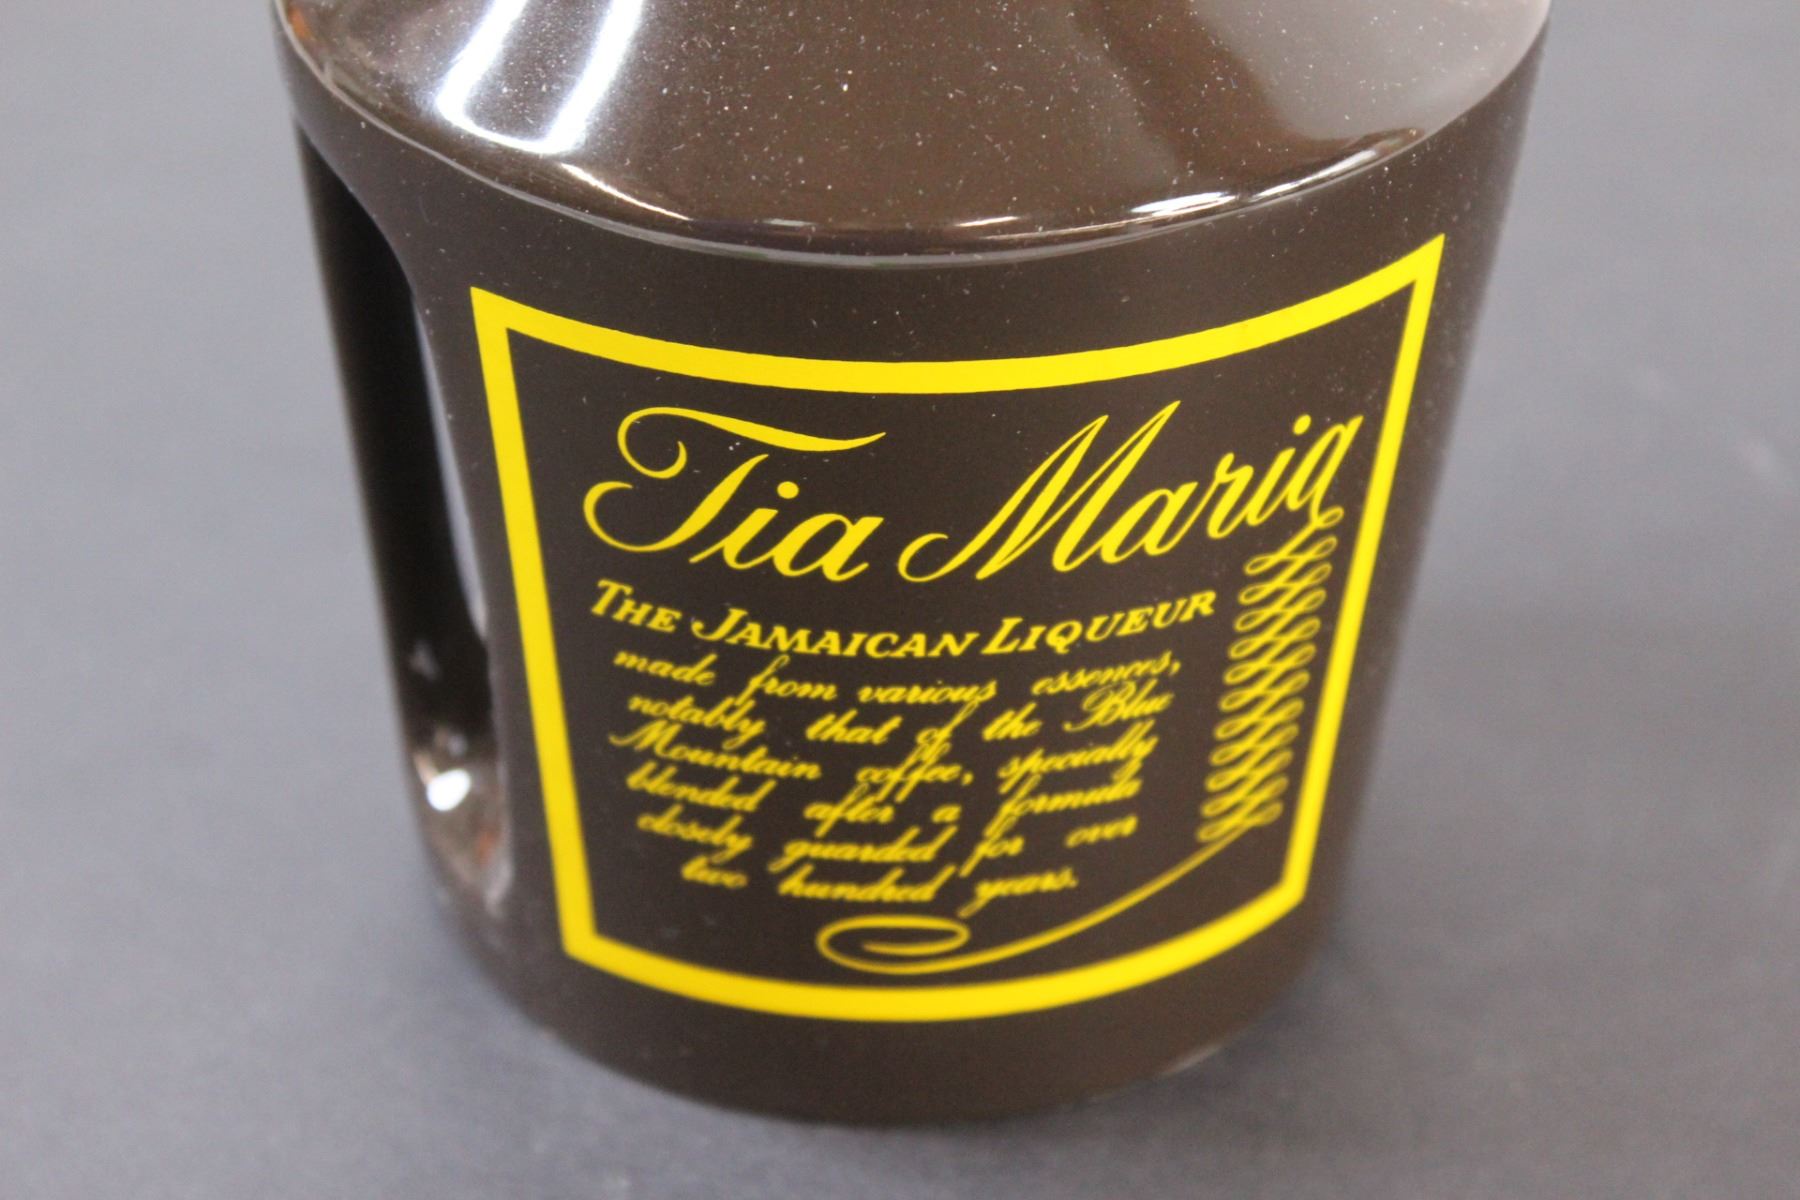 Tia Maria
THE JAMAICAN LIQUEUR
made from various essences,
notably that of the Blue
Mountain coffee, specially
blended after a formula
closely guarded for over
two hundred years.